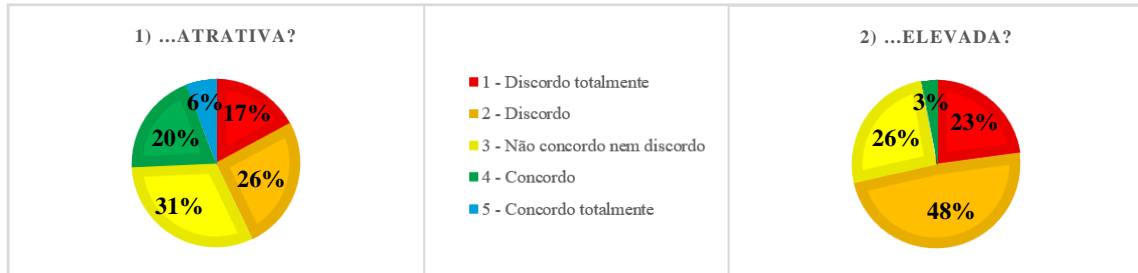 1) ...ATRATIVA?
6%
17%
20%
26%
31%
1 - Discordo totalmente
2 - Discordo
3 - Não concordo nem discordo
4 - Concordo
5 - Concordo totalmente
2) ...ELEVADA?
3%
23%
26%
48%